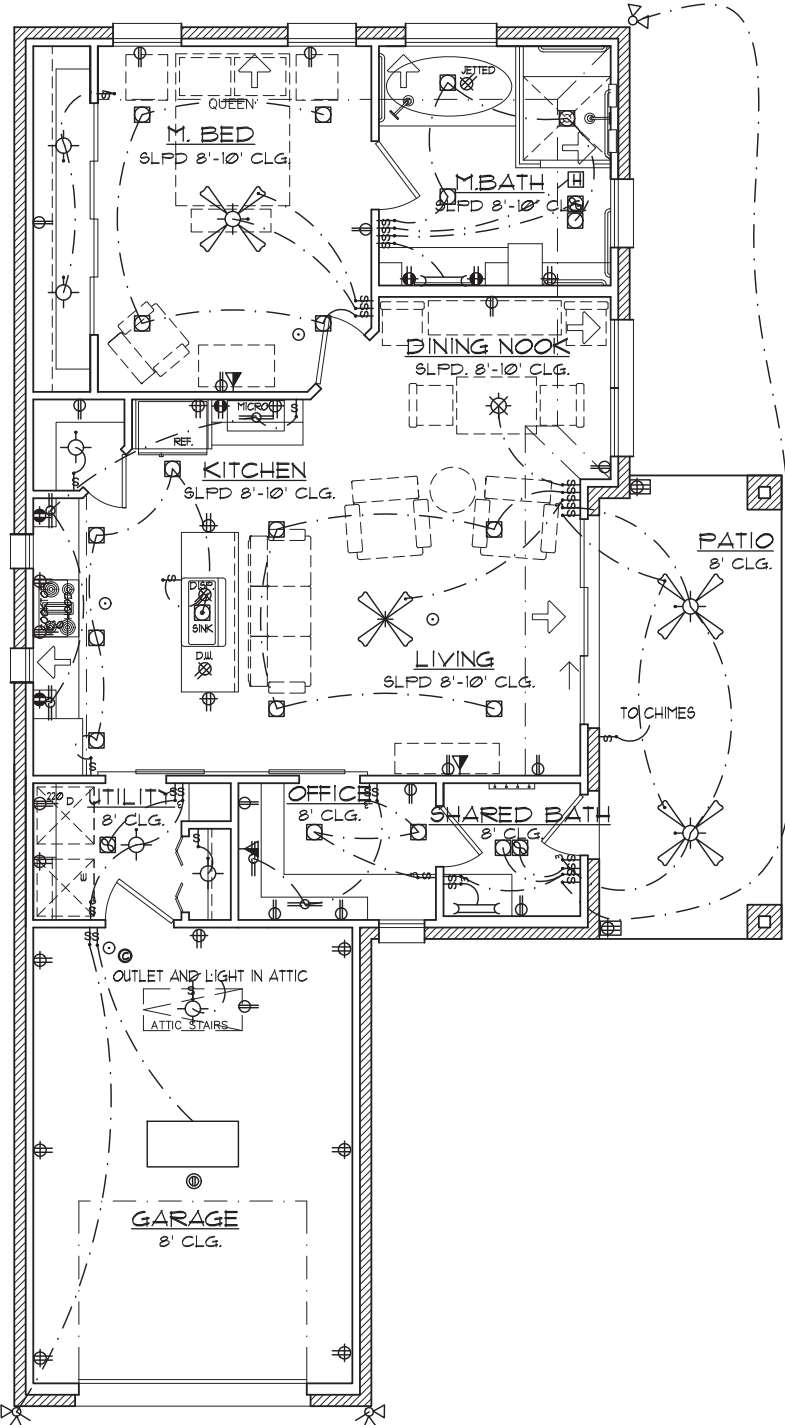 JETTED
QUEEN
M. BED
SLPD 8'-10' CLG.
M.BATH
SLPD 8'-10' CLG.
H
DINING NOOK
SLPD. 8'-10' CLG.
MICRO
REF.
KITCHEN
SLPD 8'-10' CLG.
PATIO
8' CLG.
DISP.
SINK
D.W.
LIVING
SLPD 8'-10' CLG.
TO CHIMES
220
D
UTILITY
8' CLG.
OFFICE
8' CLG.
SHARED BATH
8' CLG.
W
OUTLET AND LIGHT IN ATTIC
ATTIC STAIRS
GARAGE
8' CLG.